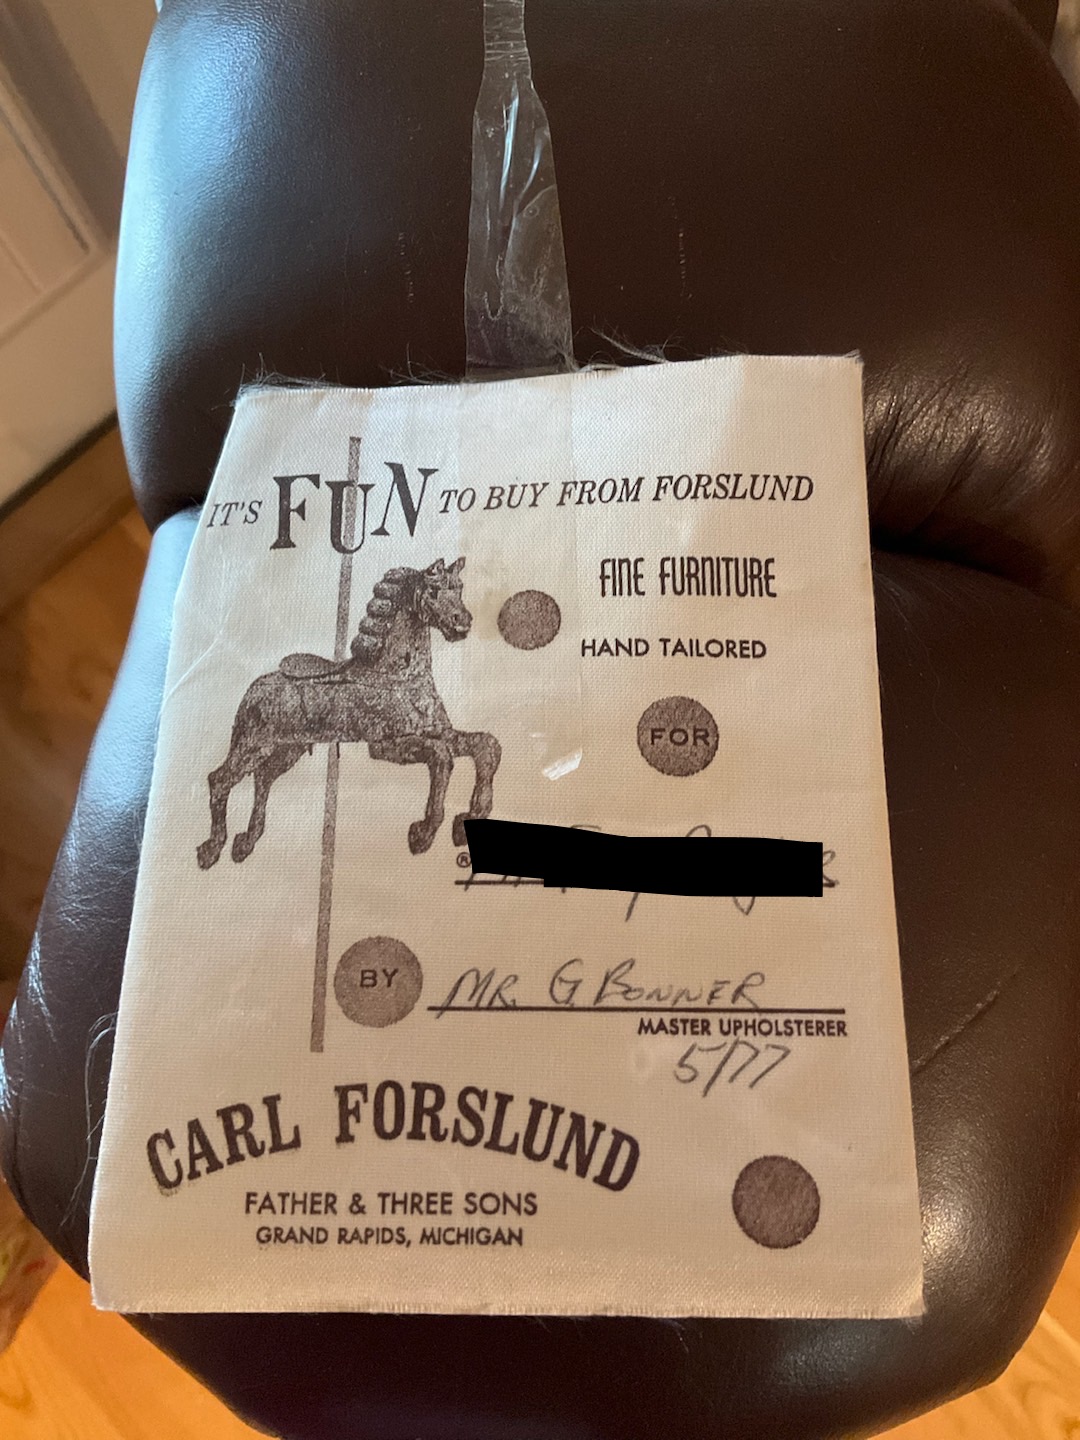 IT'S FUN TO BUY FROM FORSLUND
FINE FURNITURE
HAND TAILORED
FOR
®
BY MR. G. BONNER
MASTER UPHOLSTERER
5/77
CARL FORSLUND
FATHER & THREE SONS
GRAND RAPIDS, MICHIGAN